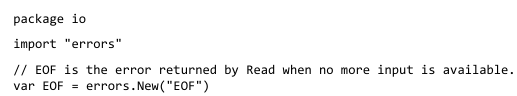 package io
import "errors"
// EOF is the error returned by Read when no more input is available.
var EOF = errors.New("EOF")